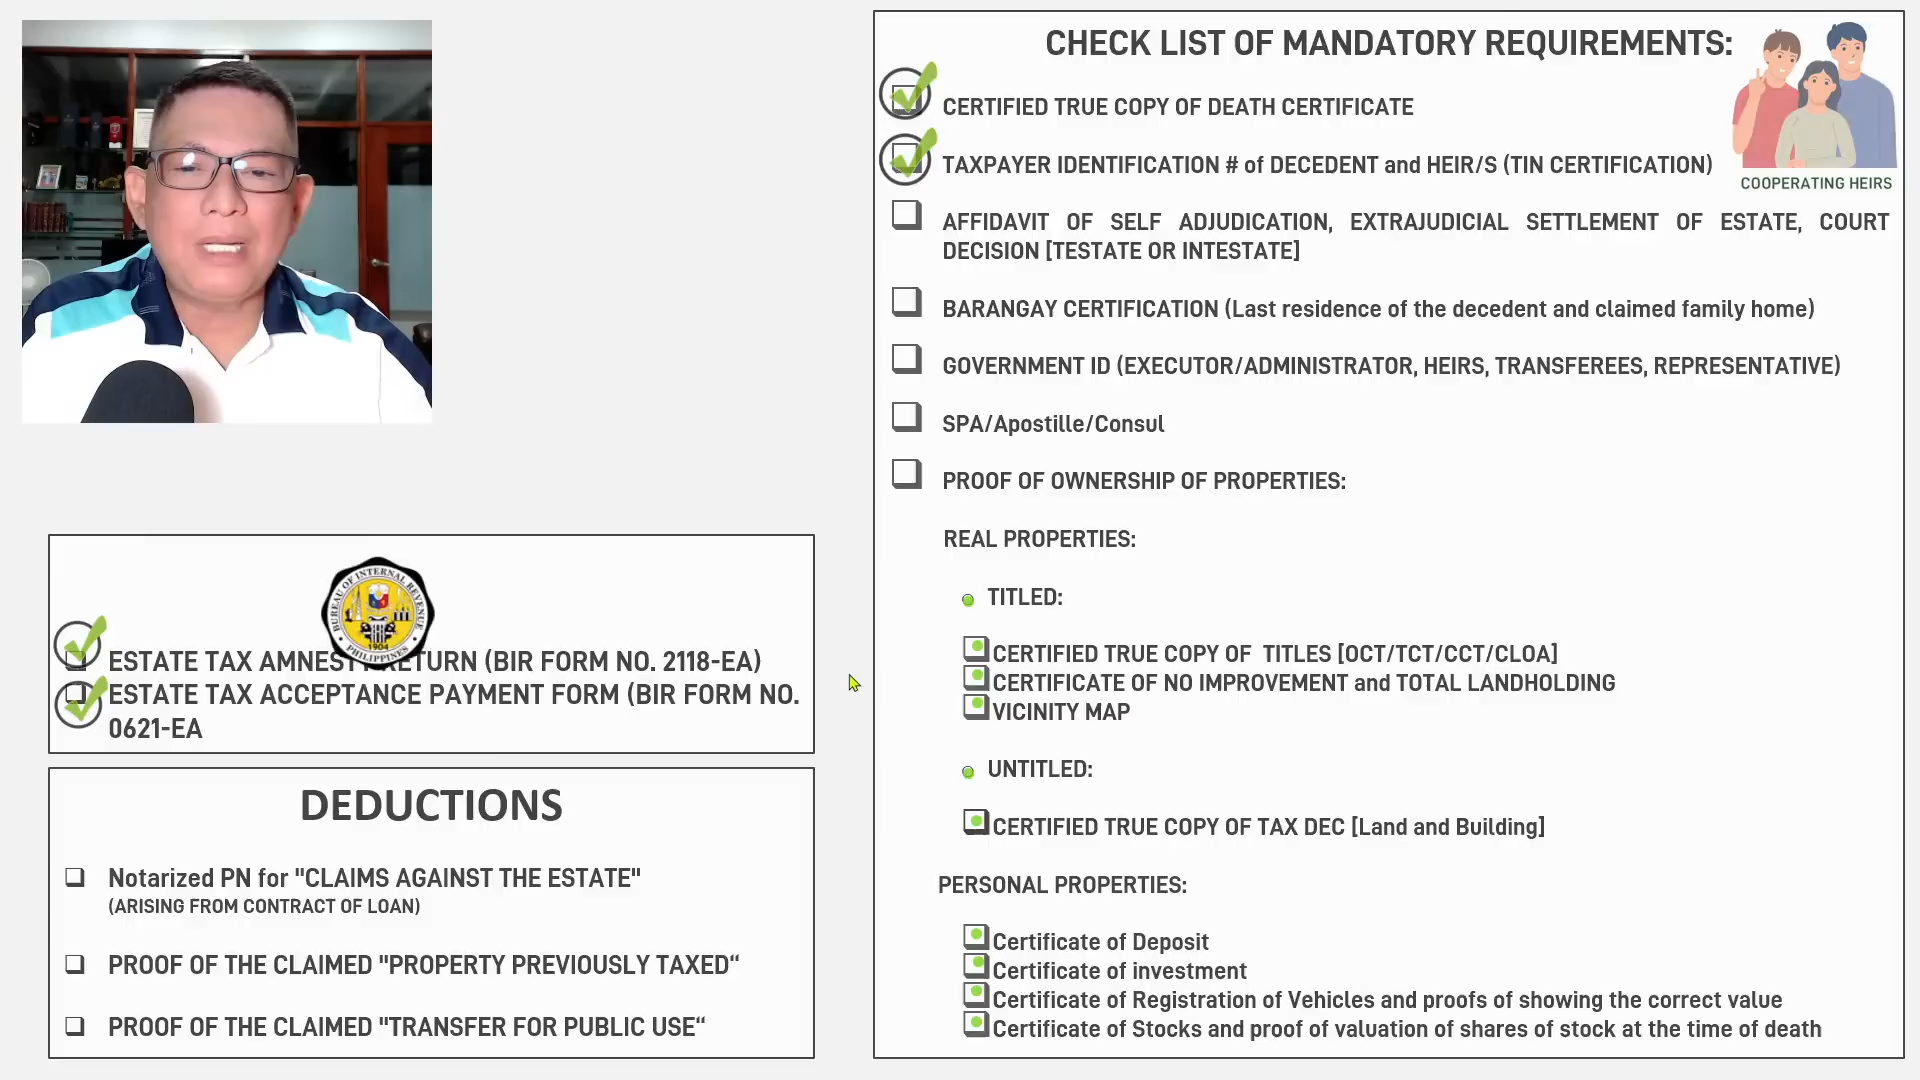 CHECK LIST OF MANDATORY REQUIREMENTS:
CERTIFIED TRUE COPY OF DEATH CERTIFICATE
TAXPAYER IDENTIFICATION # of DECEDENT and HEIR/S (TIN CERTIFICATION)
COOPERATING HEIRS
AFFIDAVIT OF SELF ADJUDICATION, EXTRAJUDICIAL SETTLEMENT OF ESTATE, COURT
DECISION [TESTATE OR INTESTATE]
BARANGAY CERTIFICATION (Last residence of the decedent and claimed family home)
GOVERNMENT ID (EXECUTOR/ADMINISTRATOR, HEIRS, TRANSFEREES, REPRESENTATIVE)
SPA/Apostille/Consul
PROOF OF OWNERSHIP OF PROPERTIES:
REAL PROPERTIES:
TITLED:
CERTIFIED TRUE COPY OF TITLES [OCT/TCT/CCT/CLOA]
CERTIFICATE OF NO IMPROVEMENT and TOTAL LANDHOLDING
VICINITY MAP
UNTITLED:
CERTIFIED TRUE COPY OF TAX DEC [Land and Building]
PERSONAL PROPERTIES:
Certificate of Deposit
Certificate of investment
Certificate of Registration of Vehicles and proofs of showing the correct value
Certificate of Stocks and proof of valuation of shares of stock at the time of death
BUREAU OF INTERNAL REVENUE
1904
PHILIPPINES
ESTATE TAX AMNESTY RETURN (BIR FORM NO. 2118-EA)
ESTATE TAX ACCEPTANCE PAYMENT FORM (BIR FORM NO.
0621-EA
DEDUCTIONS
Notarized PN for "CLAIMS AGAINST THE ESTATE"
(ARISING FROM CONTRACT OF LOAN)
PROOF OF THE CLAIMED "PROPERTY PREVIOUSLY TAXED“
PROOF OF THE CLAIMED "TRANSFER FOR PUBLIC USE“